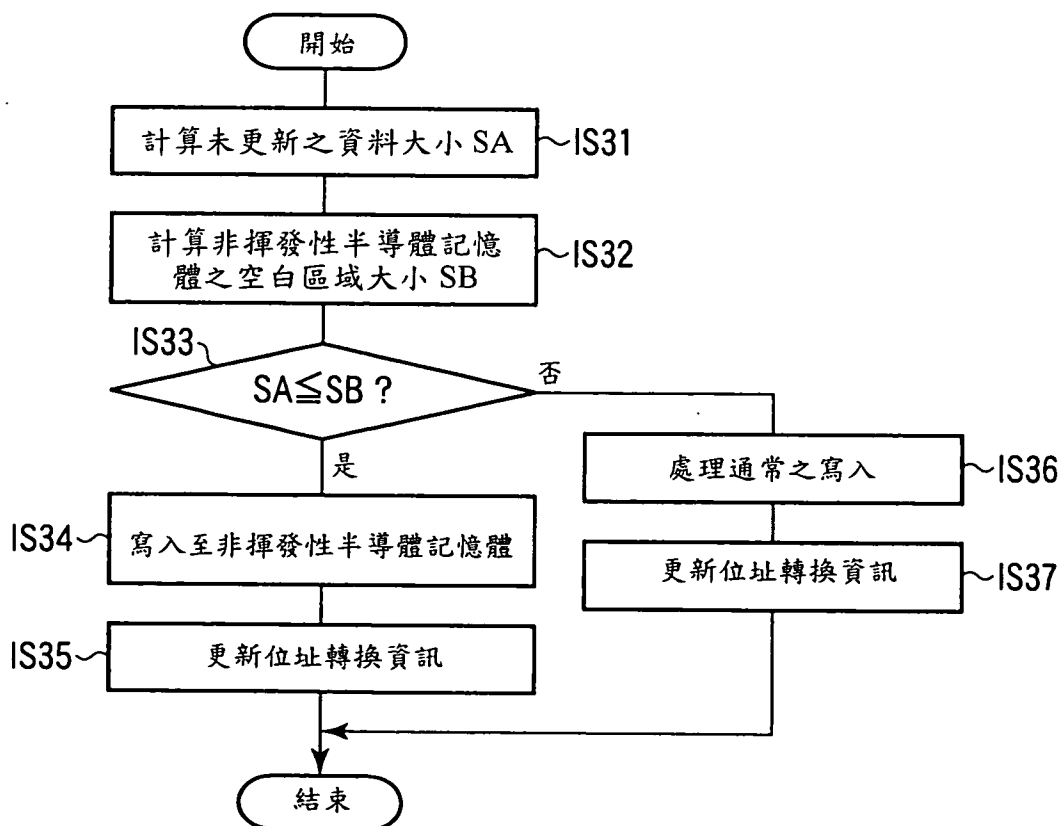 開始
計算未更新之資料大小 SA
IS31
計算非揮發性半導體記憶
體之空白區域大小 SB
IS32
IS33
SA≦SB？
否
是
處理通常之寫入
IS36
IS34
寫入至非揮發性半導體記憶體
更新位址轉換資訊
IS37
IS35
更新位址轉換資訊
結束